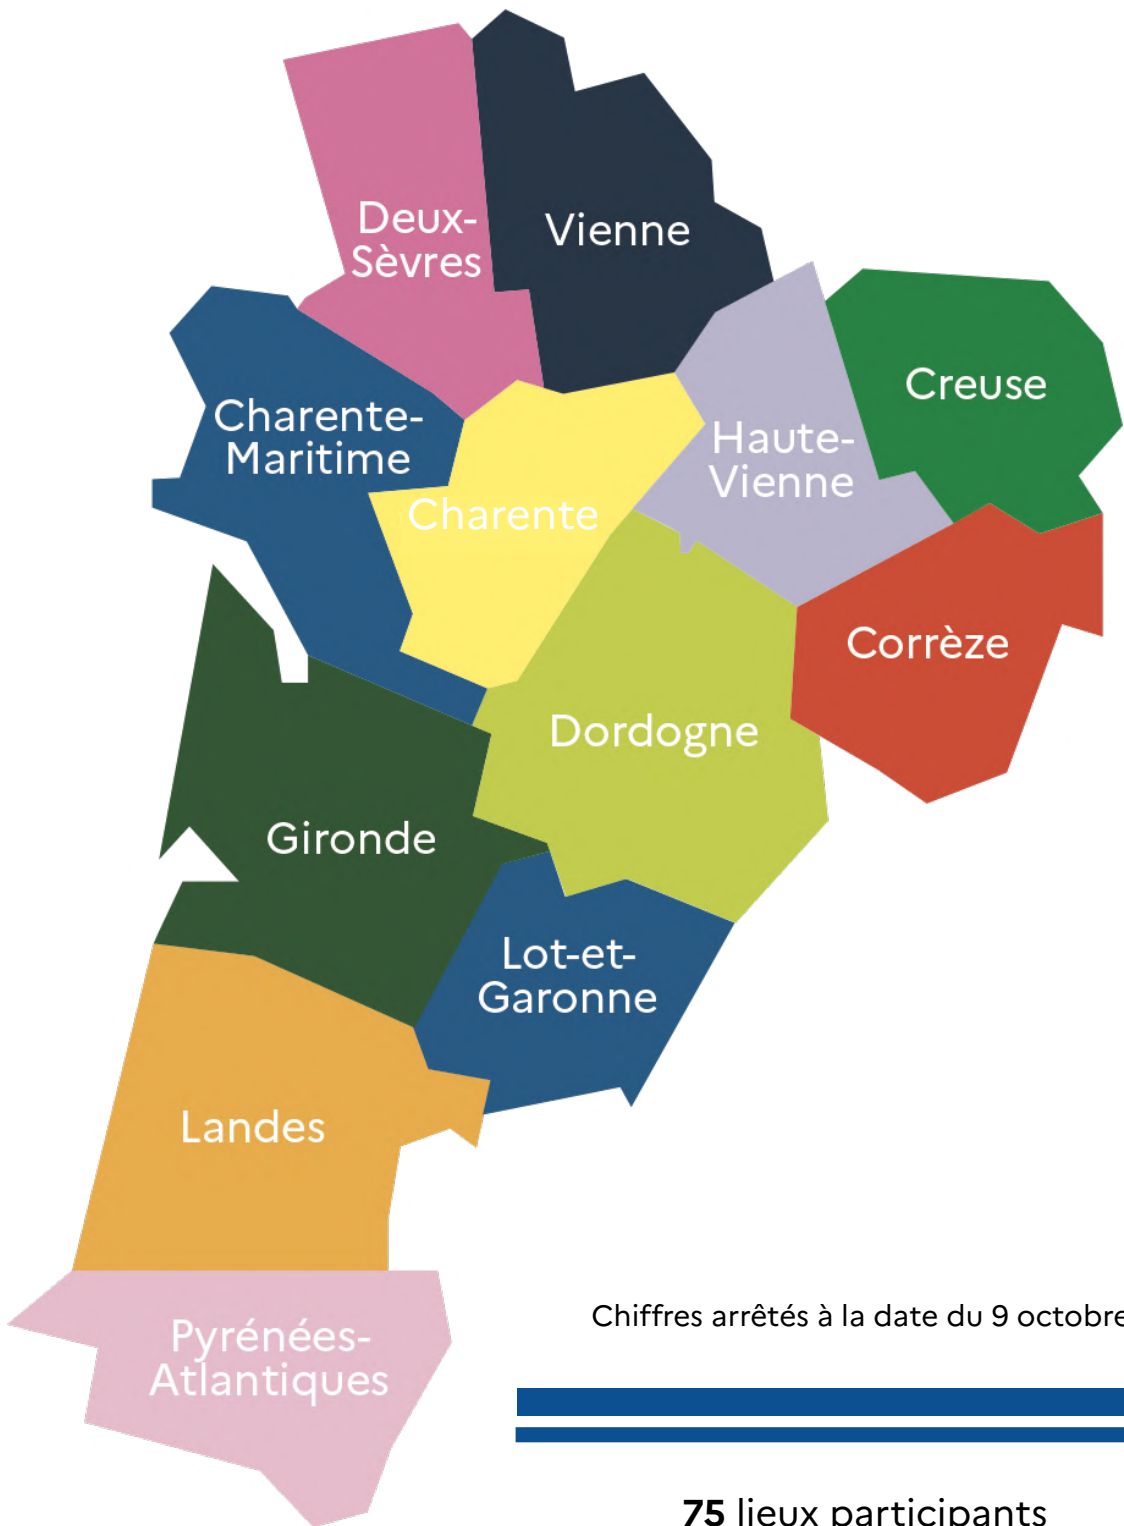 Deux-
Sèvres
Vienne
Creuse
Charente-
Maritime
Haute-
Vienne
Charente
Corrèze
Dordogne
Gironde
Lot-et-
Garonne
Landes
Pyrénées-
Atlantiques
Chiffres arrêtés à la date du 9 octobre
75 lieux participants